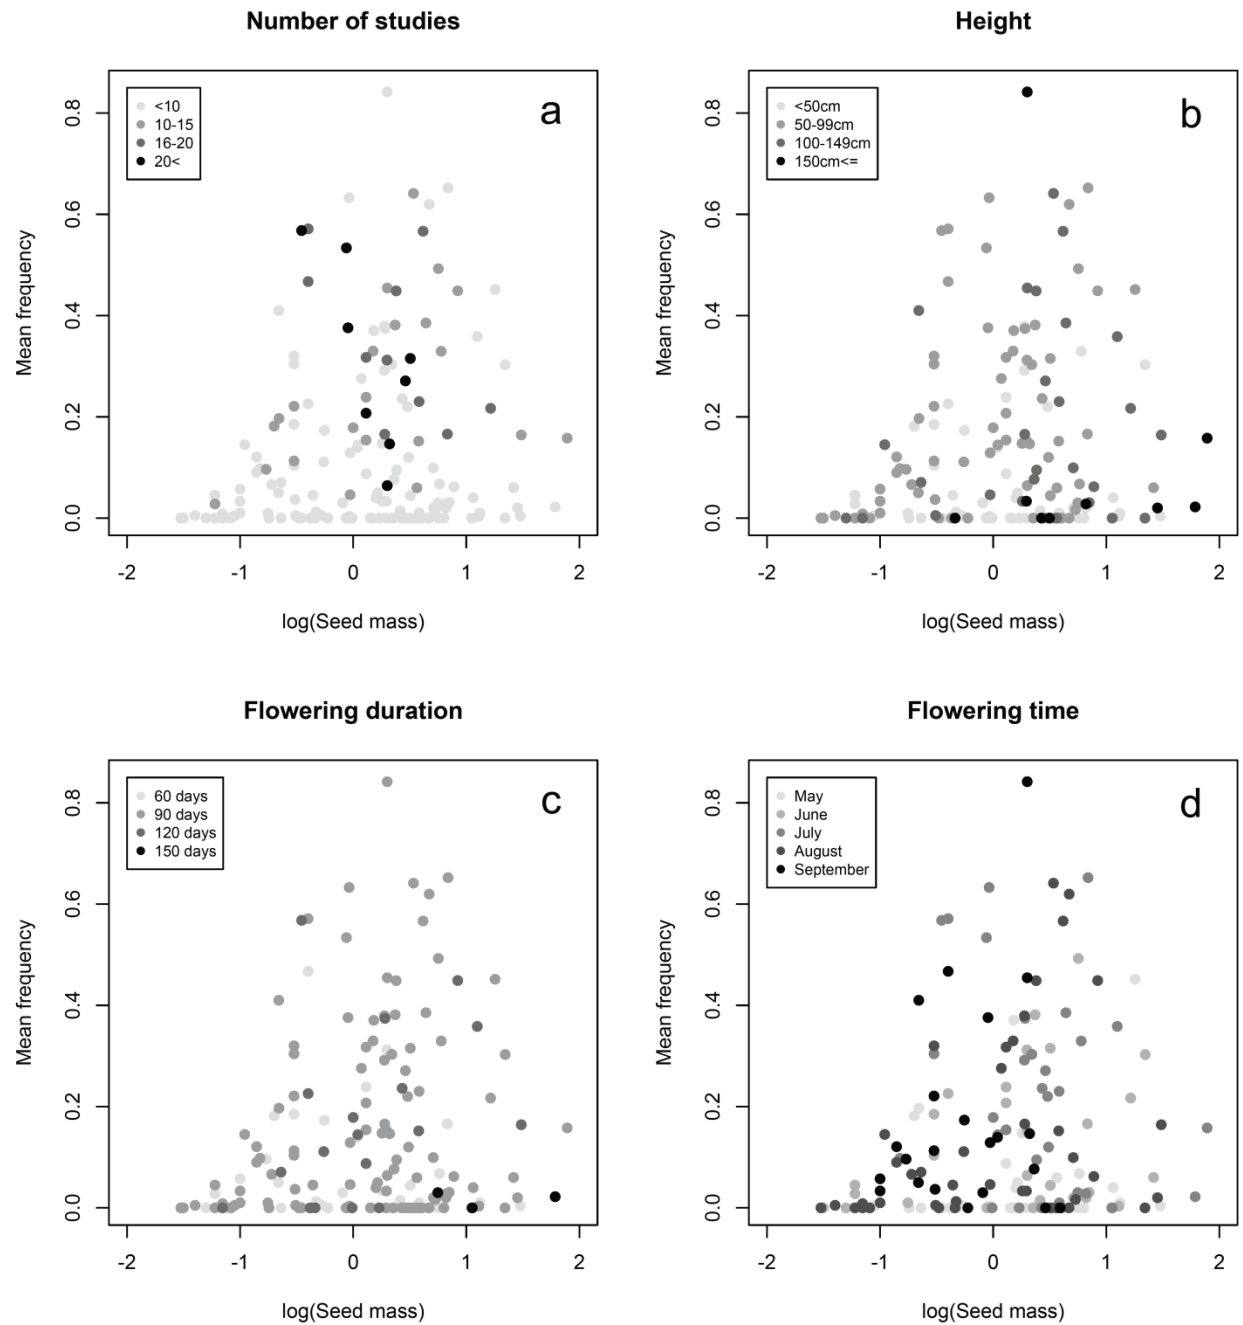 Number of studies
a
<10
10-15
16-20
20<
Mean frequency
0.8
0.6
0.4
0.2
0.0
-2 -1 0 1 2
log(Seed mass)
Height
b
<50cm
50-99cm
100-149cm
150cm<=
Mean frequency
0.8
0.6
0.4
0.2
0.0
-2 -1 0 1 2
log(Seed mass)
Flowering duration
c
60 days
90 days
120 days
150 days
Mean frequency
0.8
0.6
0.4
0.2
0.0
-2 -1 0 1 2
log(Seed mass)
Flowering time
d
May
June
July
August
September
Mean frequency
0.8
0.6
0.4
0.2
0.0
-2 -1 0 1 2
log(Seed mass)